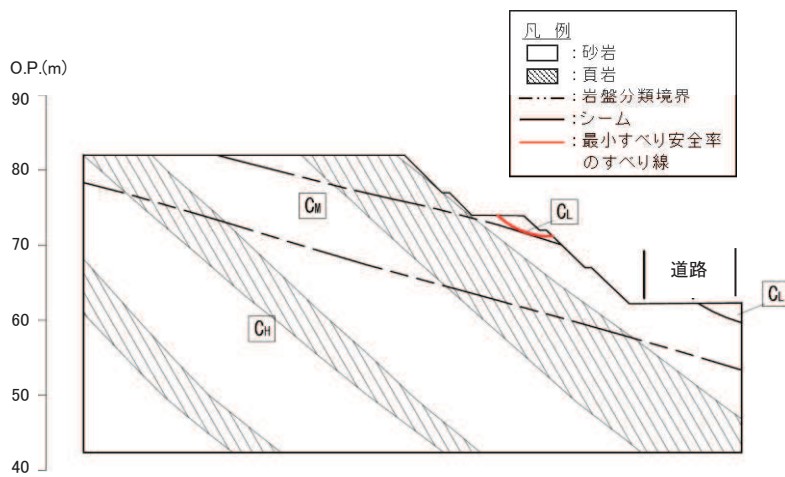 凡 例
:砂岩
:頁岩
:岩盤分類境界
:シーム
:最小すべり安全率
のすべり線
O.P.(m)
90
80
70
60
50
40
CM
CL
道路
CL
CH